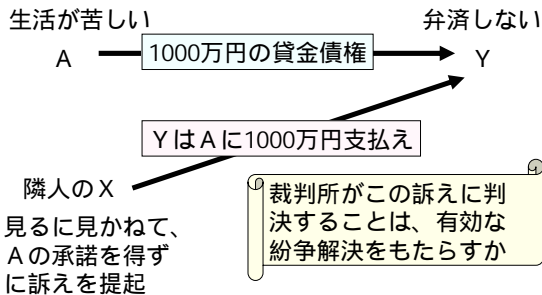 生活が苦しい
弁済しない
A
1000万円の貸金債権
Y
YはAに1000万円支払え
隣人のX
見るに見かねて、
Aの承諾を得ず
に訴えを提起
裁判所がこの訴えに判
決することは、有効な
紛争解決をもたらすか